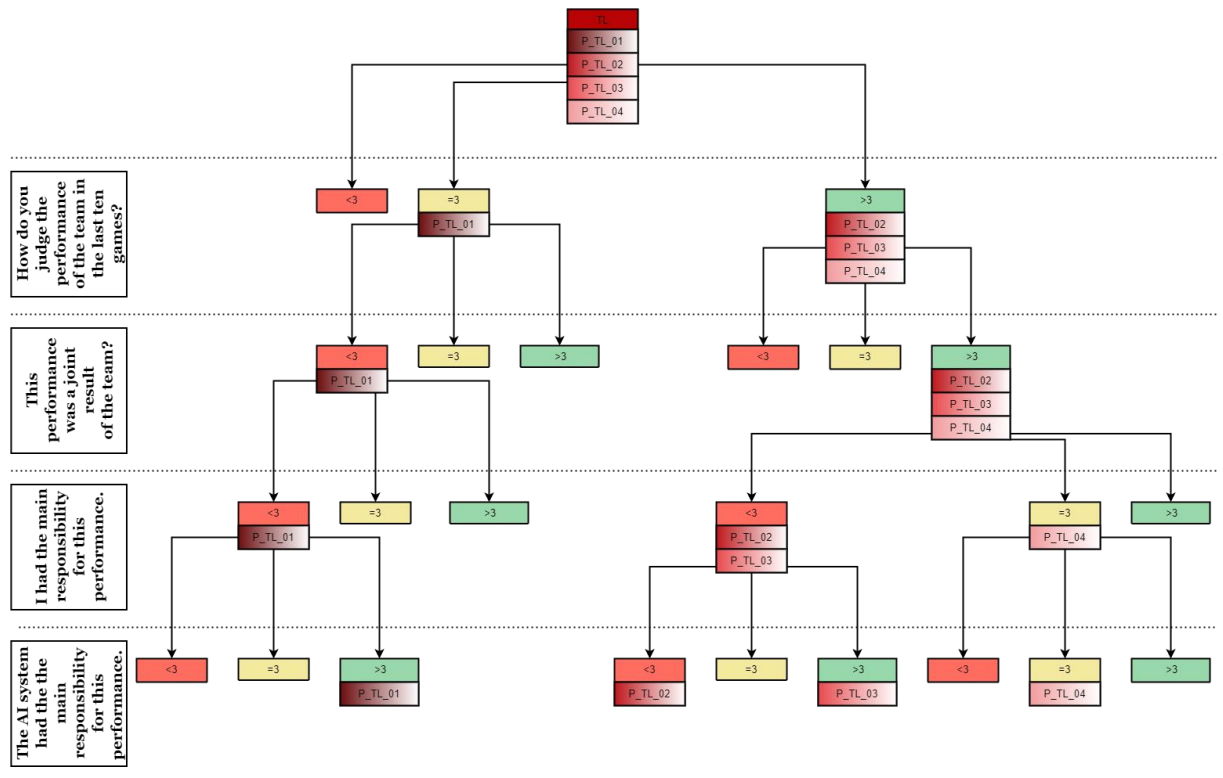 TL
P_TL_01
P_TL_02
P_TL_03
P_TL_04
How do you
judge the
performance
of the team in
the last ten
games?
<3
=3
>3
P_TL_01
P_TL_02
P_TL_03
P_TL_04
This
performance
was a joint
result
of the team?
<3
=3
>3
<3
=3
>3
P_TL_01
P_TL_02
P_TL_03
P_TL_04
I had the main
responsibility
for this
performance.
<3
=3
>3
<3
=3
>3
P_TL_01
P_TL_02
P_TL_04
P_TL_03
The AI system
had the the
main
responsibility
for this
performance.
<3
=3
>3
<3
=3
>3
<3
=3
>3
P_TL_01
P_TL_02
P_TL_03
P_TL_04